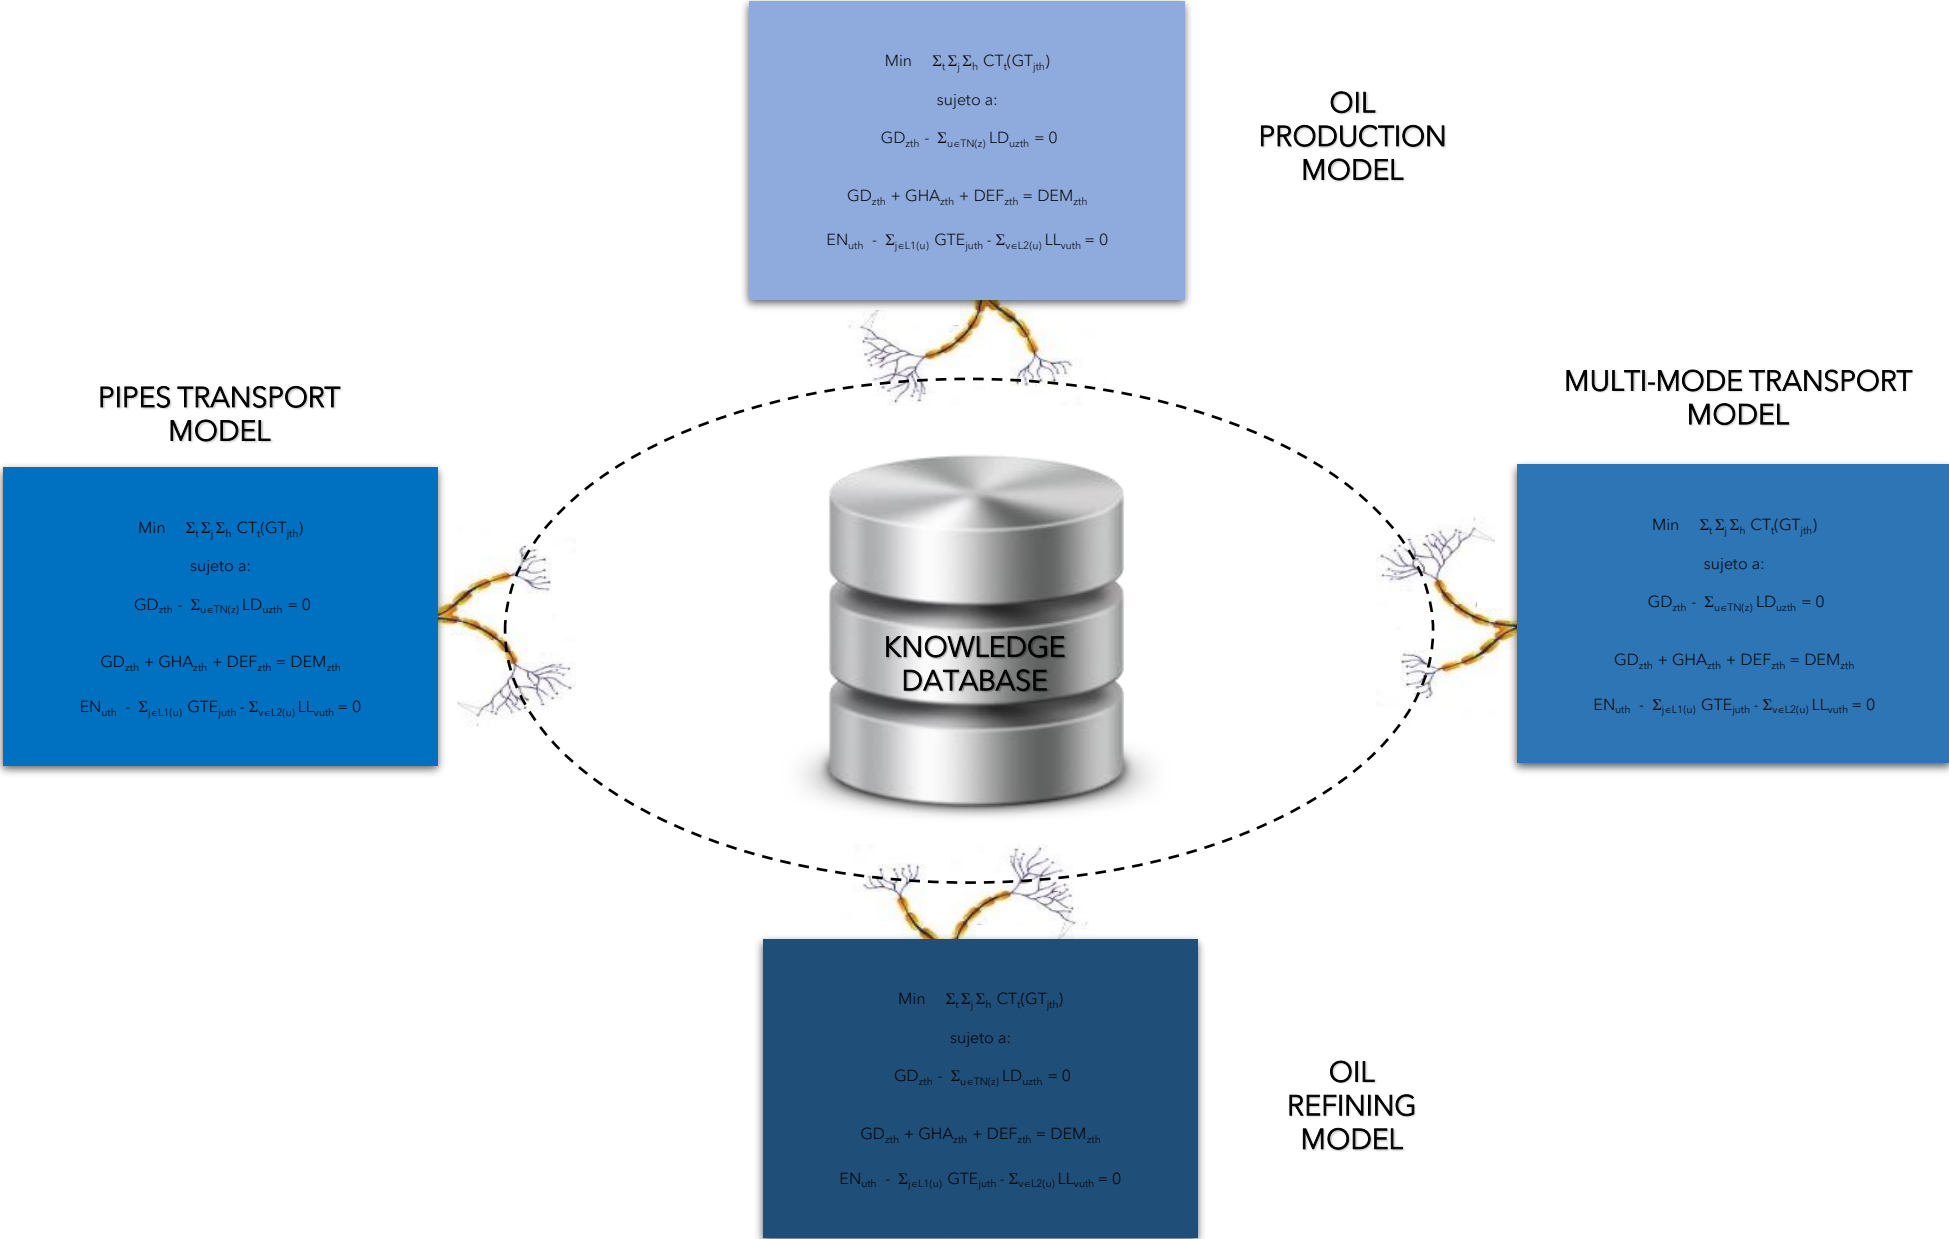 Min Σt Σj Σh CTt(GTjth)
sujeto a:
GDzth - Σu∈TN(z) LDuzth = 0
GDzth + GHAzth + DEFzth = DEMzth
ENuth - Σj∈L1(u) GTEjuth - Σv∈L2(u) LLvuth = 0
OIL
PRODUCTION
MODEL
PIPES TRANSPORT
MODEL
Min Σt Σj Σh CTt(GTjth)
sujeto a:
GDzth - Σu∈TN(z) LDuzth = 0
GDzth + GHAzth + DEFzth = DEMzth
ENuth - Σj∈L1(u) GTEjuth - Σv∈L2(u) LLvuth = 0
KNOWLEDGE
DATABASE
MULTI-MODE TRANSPORT
MODEL
Min Σt Σj Σh CTt(GTjth)
sujeto a:
GDzth - Σu∈TN(z) LDuzth = 0
GDzth + GHAzth + DEFzth = DEMzth
ENuth - Σj∈L1(u) GTEjuth - Σv∈L2(u) LLvuth = 0
Min Σt Σj Σh CTt(GTjth)
sujeto a:
GDzth - Σu∈TN(z) LDuzth = 0
GDzth + GHAzth + DEFzth = DEMzth
ENuth - Σj∈L1(u) GTEjuth - Σv∈L2(u) LLvuth = 0
OIL
REFINING
MODEL